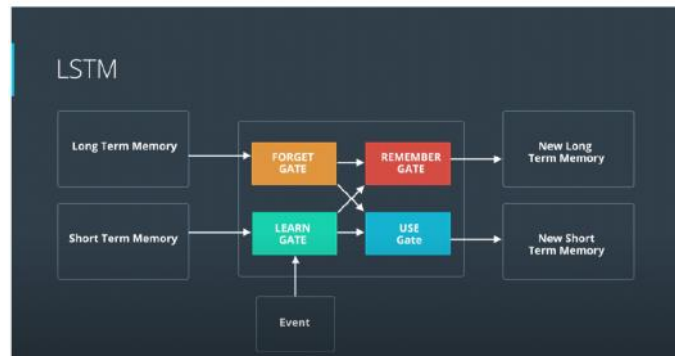 LSTM
Long Term Memory
FORGET
GATE
REMEMBER
GATE
New Long
Term Memory
Short Term Memory
LEARN
GATE
USE
Gate
New Short
Term Memory
Event